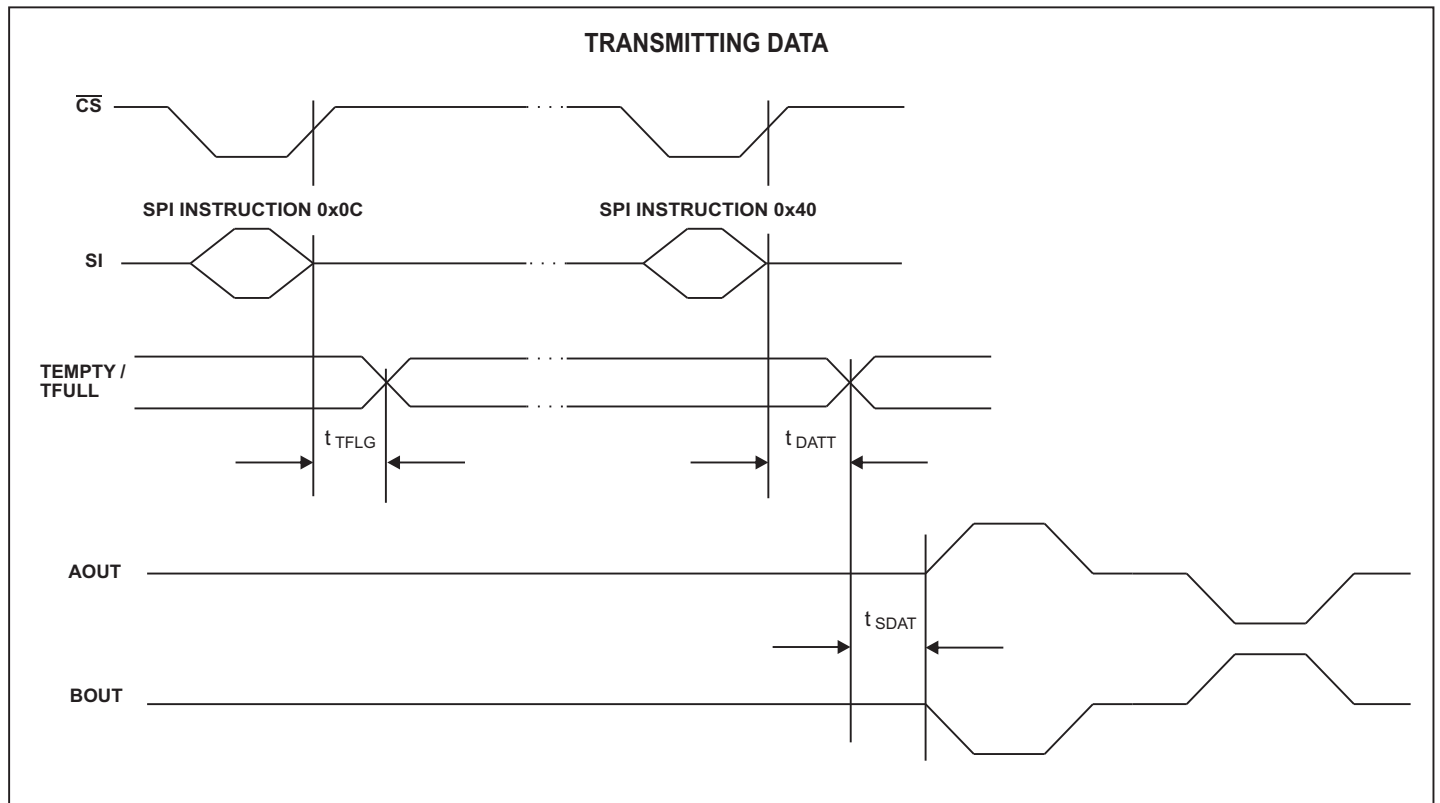 TRANSMITTING DATA
CS
SPI INSTRUCTION 0x0C
SPI INSTRUCTION 0x40
SI
TEMPTY /
TFULL
t TFLG
t DATT
AOUT
t SDAT
BOUT